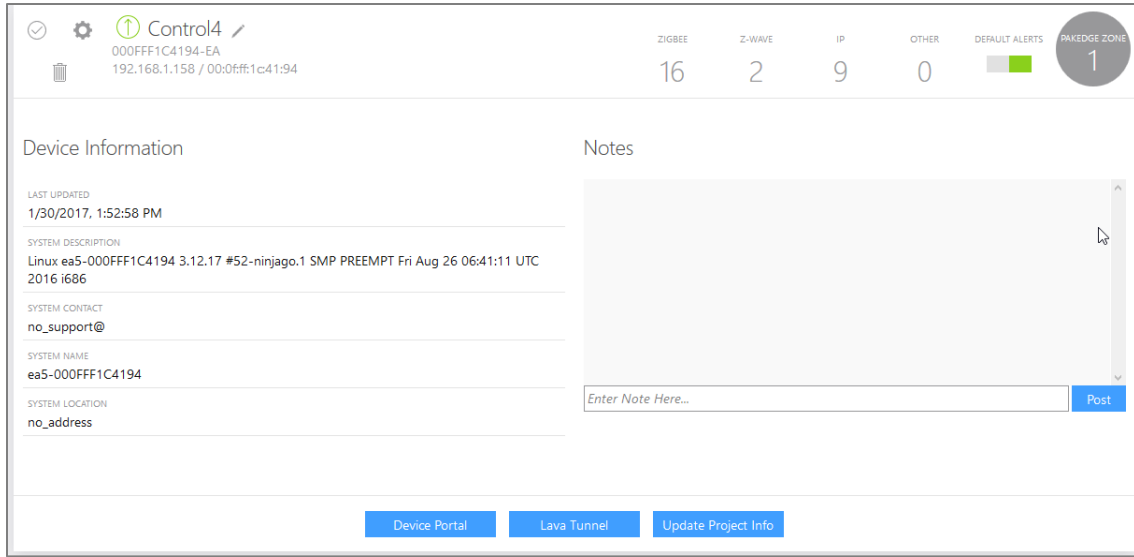 Control4
000FFF1C4194-EA
192.168.1.158 / 00:0f:ff:1c:41:94
ZIGBEE
16
Z-WAVE
2
IP
9
OTHER
0
DEFAULT ALERTS
PAKEDGE ZONE
1
Device Information
LAST UPDATED
1/30/2017, 1:52:58 PM
SYSTEM DESCRIPTION
Linux ea5-000FFF1C4194 3.12.17 #52-ninjago.1 SMP PREEMPT Fri Aug 26 06:41:11 UTC
2016 i686
SYSTEM CONTACT
no_support@
SYSTEM NAME
ea5-000FFF1C4194
SYSTEM LOCATION
no_address
Notes
Enter Note Here...
Post
Device Portal
Lava Tunnel
Update Project Info